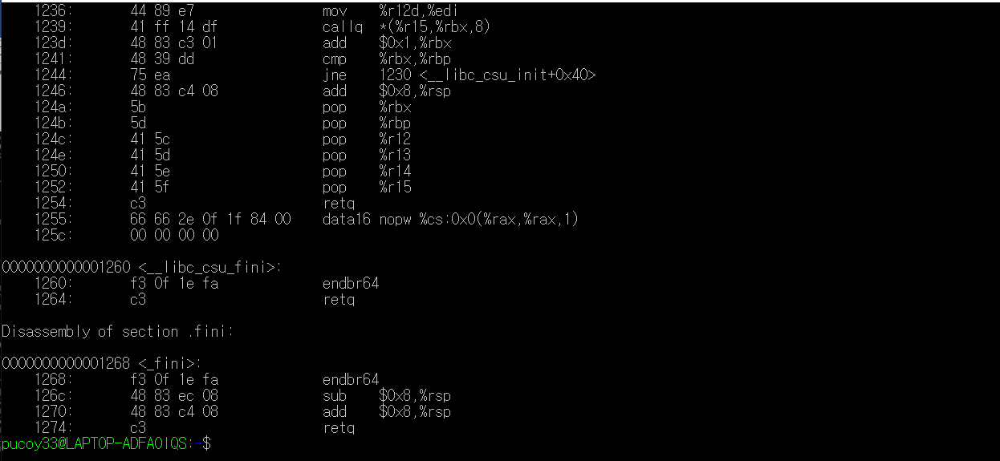 1236: 44 89 e7 mov %r12d,%edi
1239: 41 ff 14 df callq *(%r15,%rbx,8)
123d: 48 83 c3 01 add $0x1,%rbx
1241: 48 39 dd cmp %rbx,%rbp
1244: 75 ea jne 1230 <__libc_csu_init+0x40>
1246: 48 83 c4 08 add $0x8,%rsp
124a: 5b pop %rbx
124b: 5d pop %rbp
124c: 41 5c pop %r12
124e: 41 5d pop %r13
1250: 41 5e pop %r14
1252: 41 5f pop %r15
1254: c3 retq
1255: 66 66 2e 0f 1f 84 00 data16 nopw %cs:0x0(%rax,%rax,1)
125c: 00 00 00 00
0000000000001260 <__libc_csu_fini>:
1260: f3 0f 1e fa endbr64
1264: c3 retq
Disassembly of section .fini:
0000000000001268 <_fini>:
1268: f3 0f 1e fa endbr64
126c: 48 83 ec 08 sub $0x8,%rsp
1270: 48 83 c4 08 add $0x8,%rsp
1274: c3 retq
pucoy33@LAPTOP-ADFA0IQS:~$